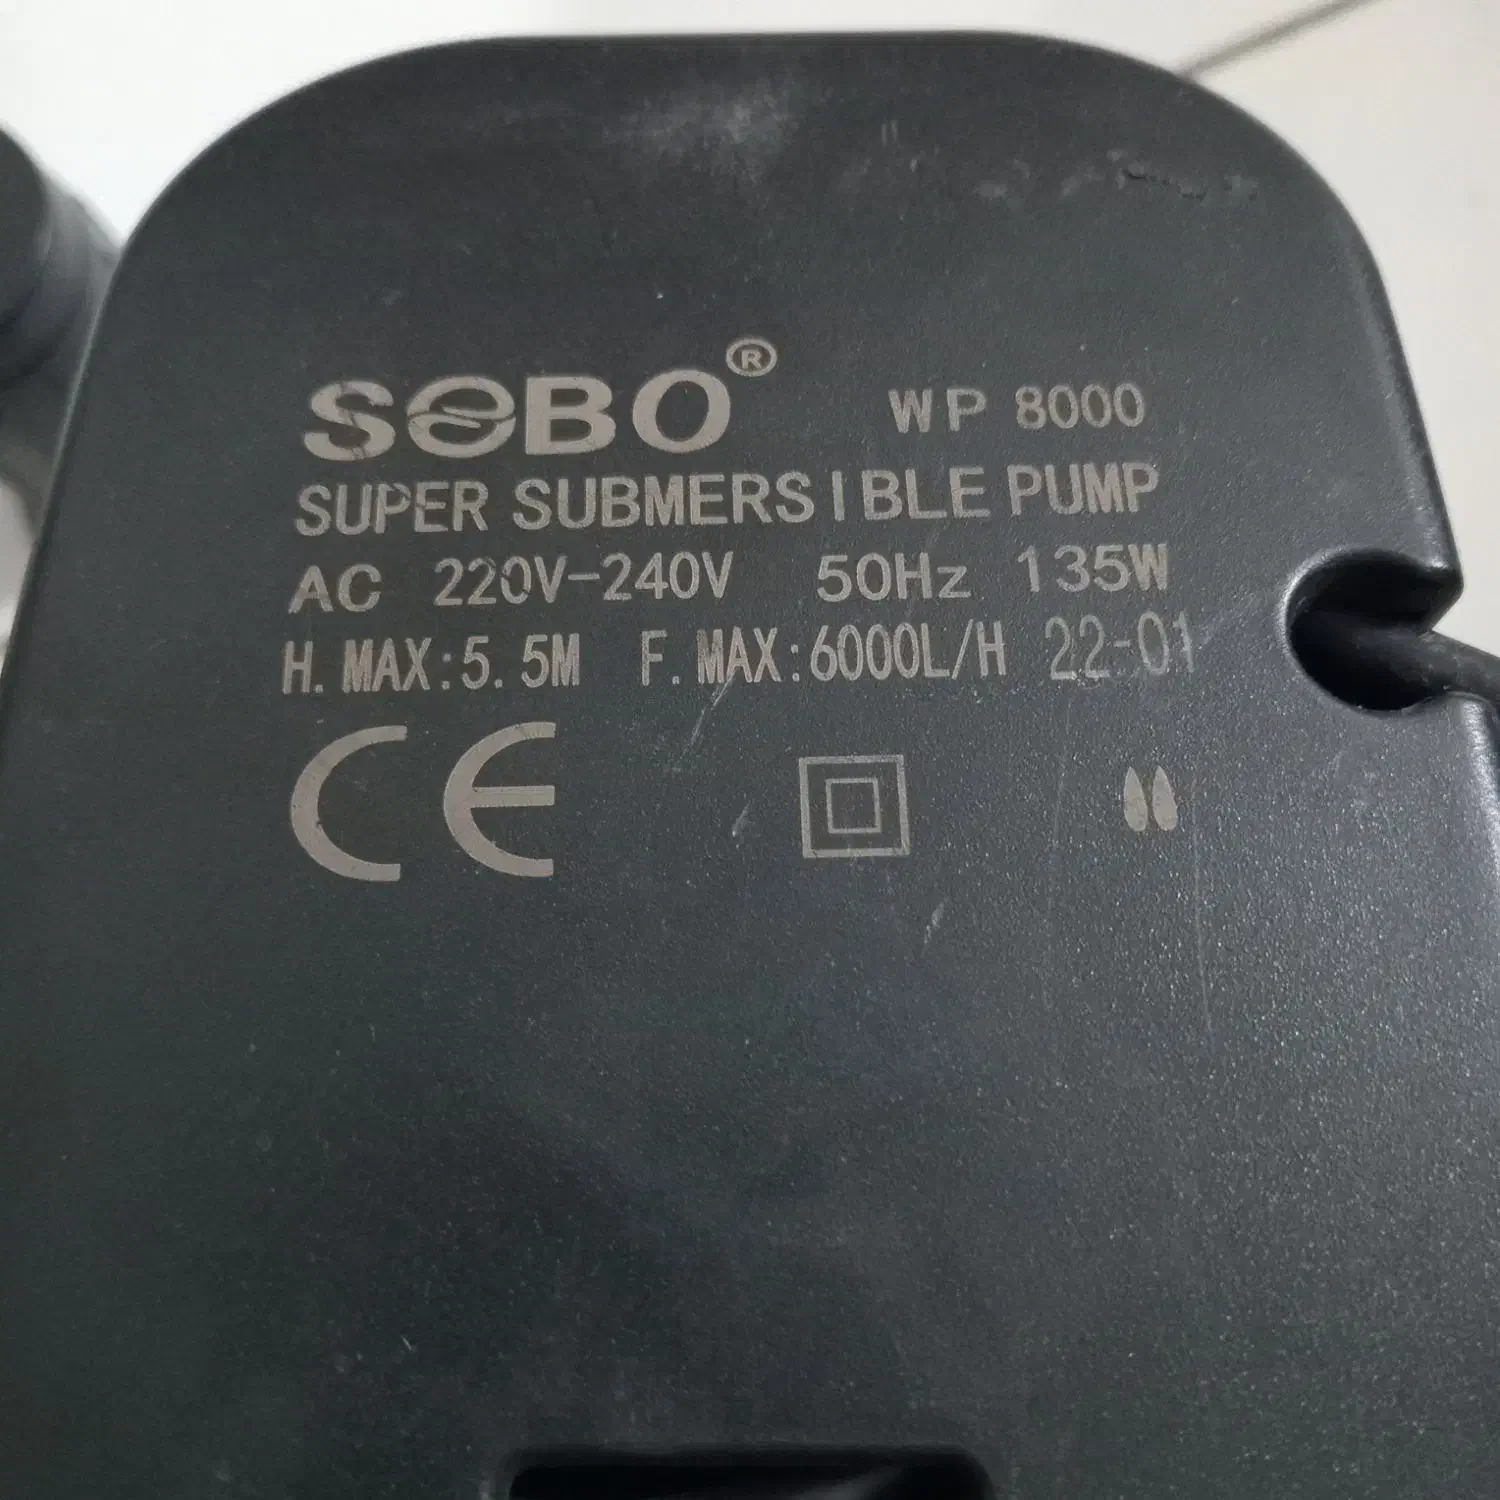 SOBO® WP 8000
SUPER SUBMERSIBLE PUMP
AC 220V-240V 50Hz 135W
H. MAX:5.5M F. MAX:6000L/H 22-01
CE